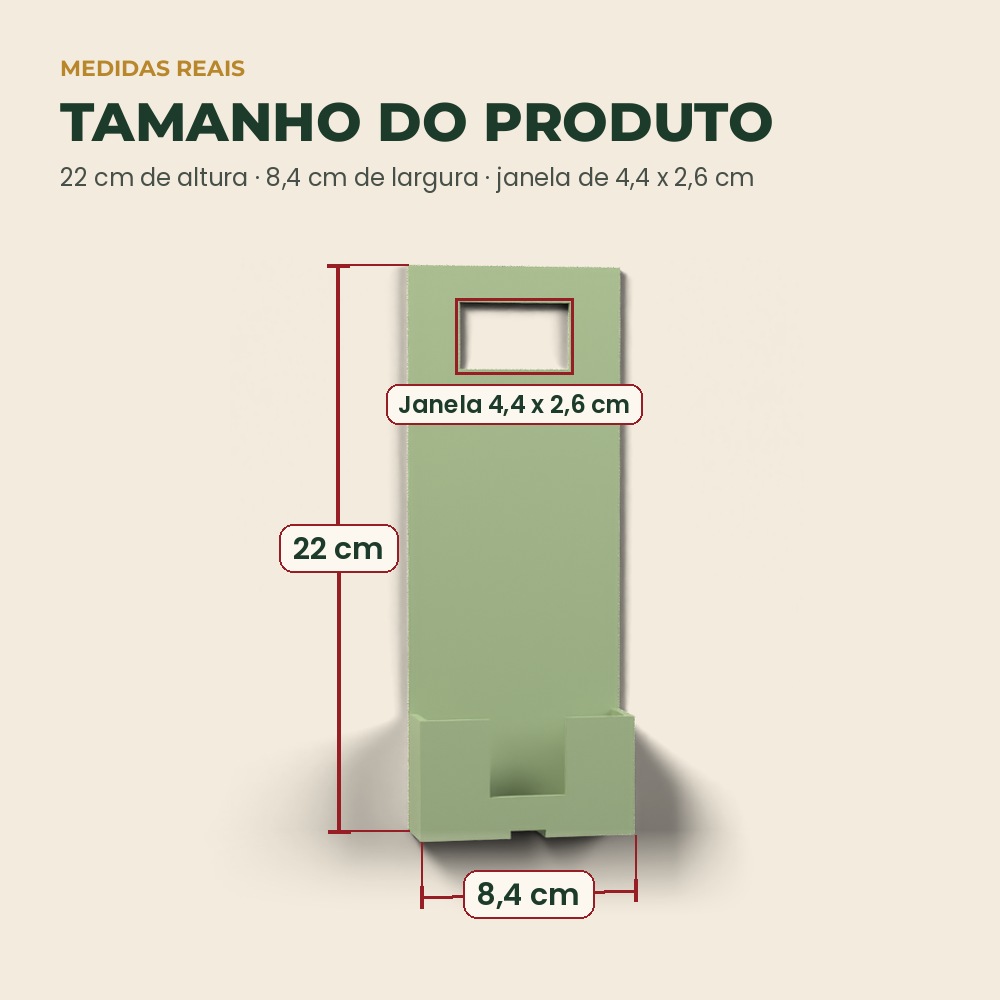 MEDIDAS REAIS
TAMANHO DO PRODUTO
22 cm de altura · 8,4 cm de largura · janela de 4,4 x 2,6 cm
Janela 4,4 x 2,6 cm
22 cm
8,4 cm